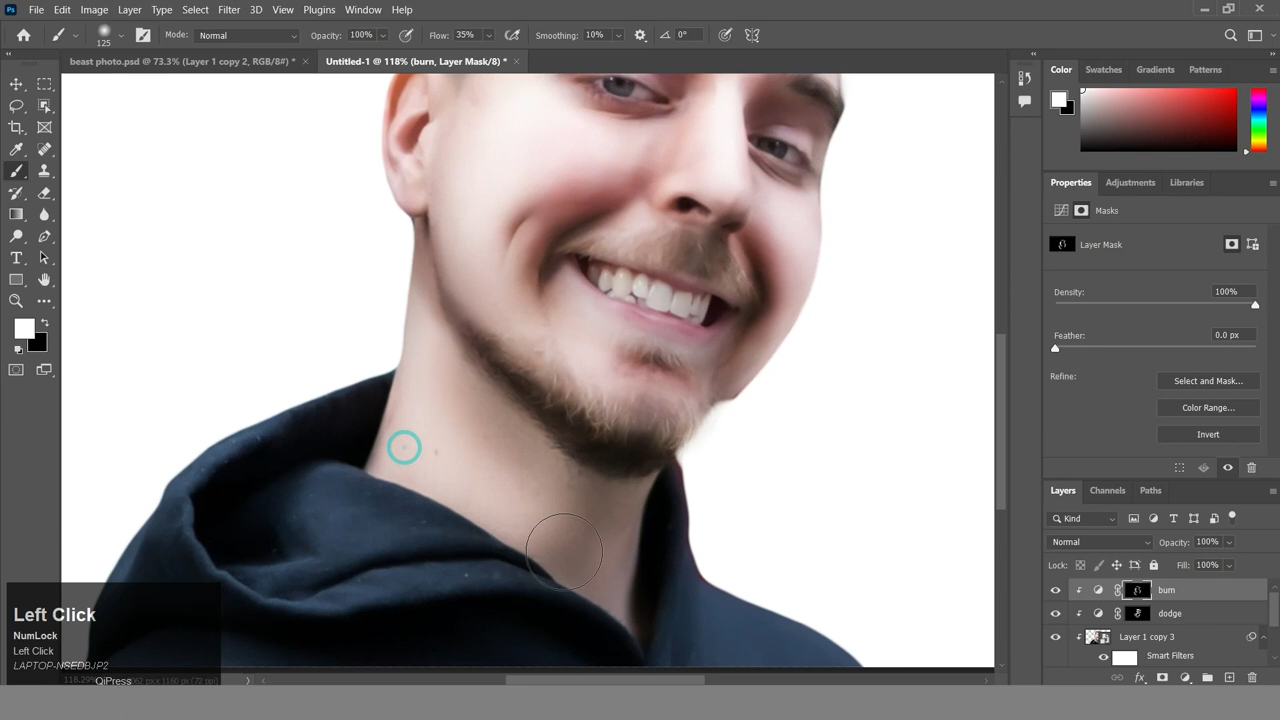 Ps File Edit Image Layer Type Select Filter 3D View Plugins Window Help
125 Mode: Normal Opacity: 100% Flow: 35% Smoothing: 10% 0°
beast photo.psd @ 73.3% (Layer 1 copy 2, RGB/8#) * × Untitled-1 @ 118% (burn, Layer Mask/8) * ×
Color Swatches Gradients Patterns
Properties Adjustments Libraries
Masks
Layer Mask
Density: 100%
Feather: 0.0 px
Refine: Select and Mask...
Color Range...
Invert
Layers Channels Paths
Kind
Normal Opacity: 100%
Lock: Fill: 100%
burn
dodge
Layer 1 copy 3
Smart Filters
fx
Left Click
NumLock
Left Click
LAPTOP-NSEDBJP2
QiPress